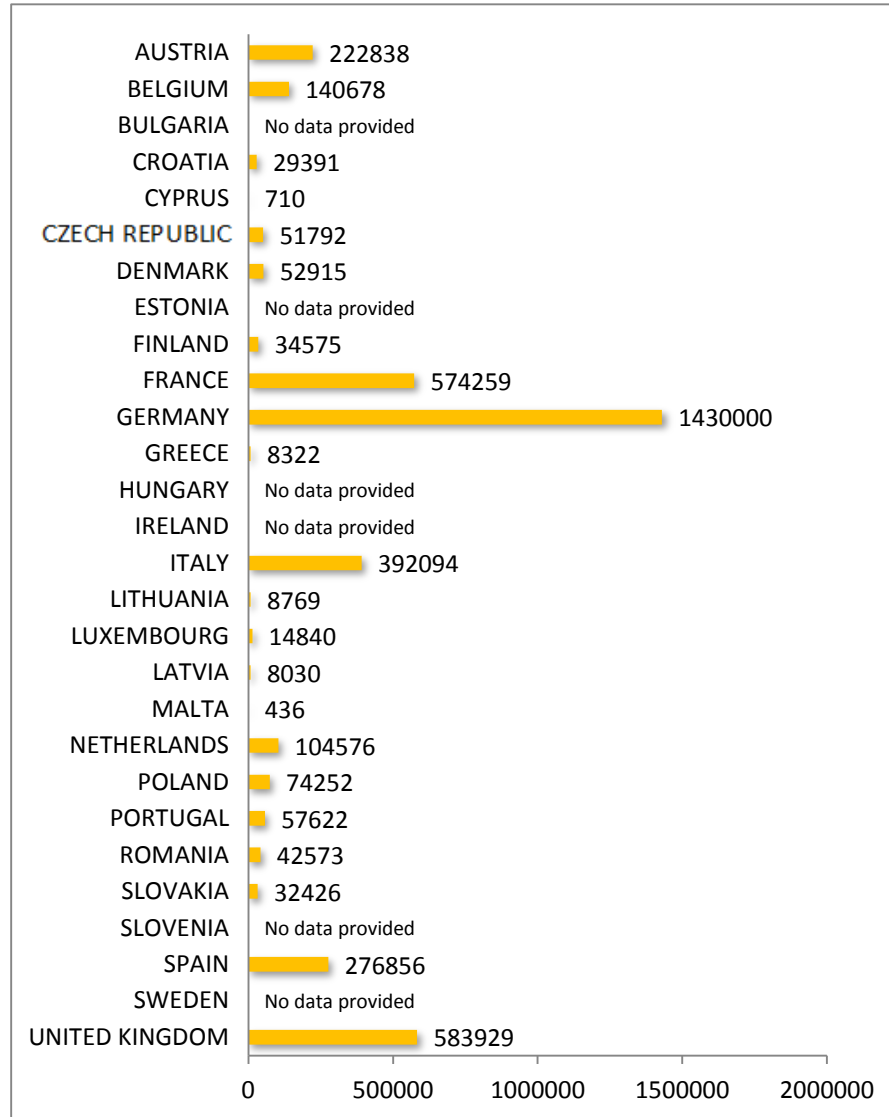 AUSTRIA 222838
BELGIUM 140678
BULGARIA No data provided
CROATIA 29391
CYPRUS 710
CZECH REPUBLIC 51792
DENMARK 52915
ESTONIA No data provided
FINLAND 34575
FRANCE 574259
GERMANY 1430000
GREECE 8322
HUNGARY No data provided
IRELAND No data provided
ITALY 392094
LITHUANIA 8769
LUXEMBOURG 14840
LATVIA 8030
MALTA 436
NETHERLANDS 104576
POLAND 74252
PORTUGAL 57622
ROMANIA 42573
SLOVAKIA 32426
SLOVENIA No data provided
SPAIN 276856
SWEDEN No data provided
UNITED KINGDOM 583929
0 500000 1000000 1500000 2000000